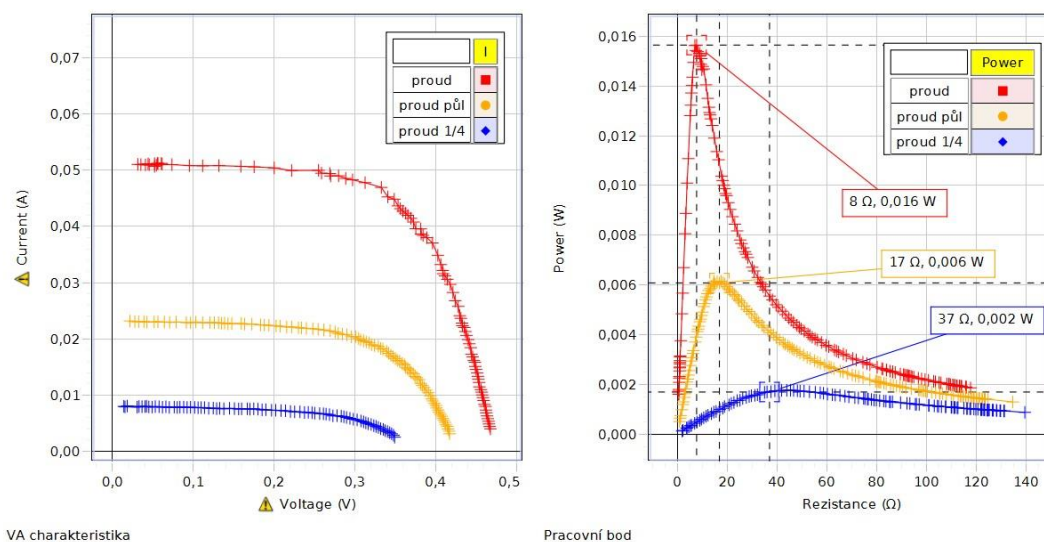 0,07
0,06
0,05
0,04
0,03
0,02
0,01
0,00
Current (A)
I
proud
proud půl
proud 1/4
0,0 0,1 0,2 0,3 0,4 0,5
Voltage (V)
VA charakteristika
0,016
0,014
0,012
0,010
0,008
0,006
0,004
0,002
0,000
Power (W)
Power
proud
proud půl
proud 1/4
8 Ω, 0,016 W
17 Ω, 0,006 W
37 Ω, 0,002 W
0 20 40 60 80 100 120 140
Rezistance (Ω)
Pracovní bod